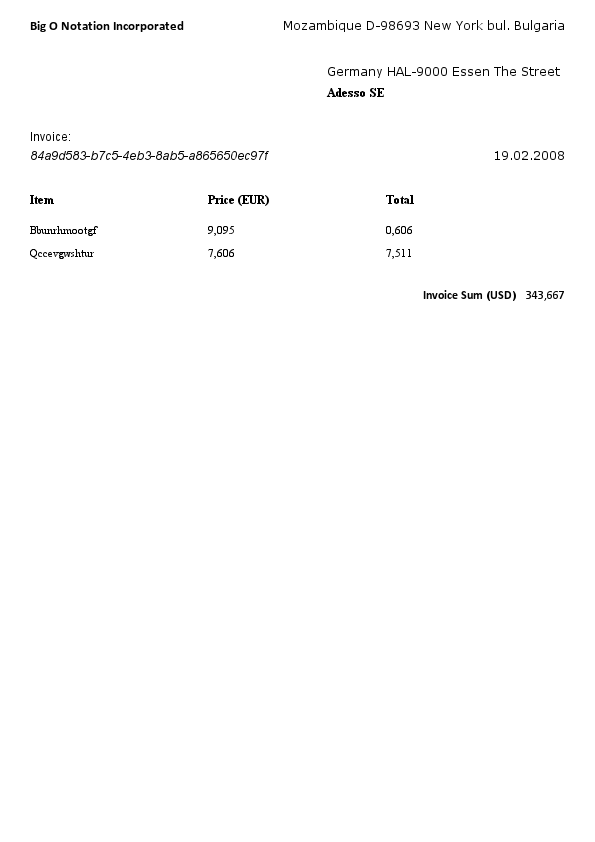 Big O Notation Incorporated Mozambique D-98693 New York bul. Bulgaria
Germany HAL-9000 Essen The Street
Adesso SE
Invoice:
84a9d583-b7c5-4eb3-8ab5-a865650ec97f 19.02.2008
Item Price (EUR) Total
Bbunrhmootgf 9,095 0,606
Qccevgwshtur 7,606 7,511
Invoice Sum (USD) 343,667